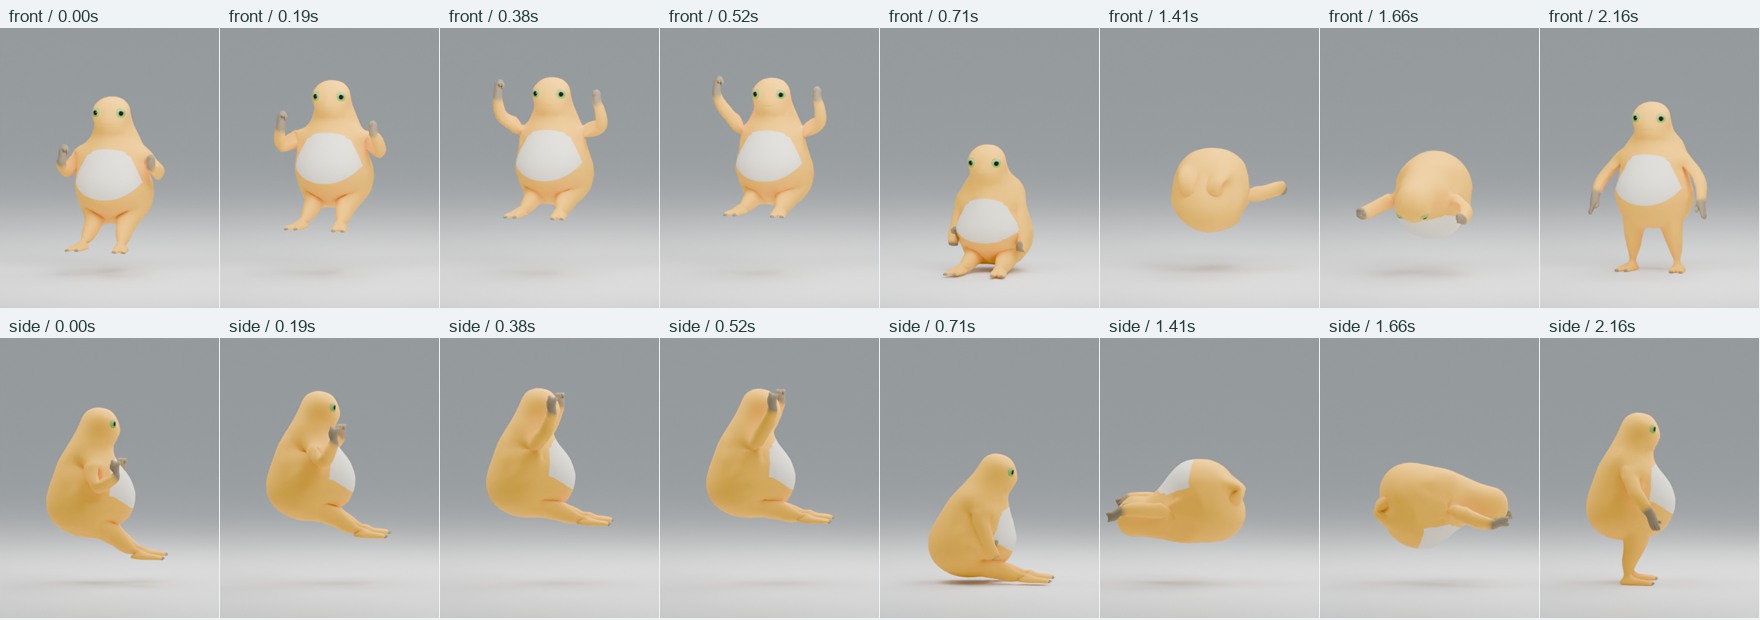 front / 0.00s
front / 0.19s
front / 0.38s
front / 0.52s
front / 0.71s
front / 1.41s
front / 1.66s
front / 2.16s
side / 0.00s
side / 0.19s
side / 0.38s
side / 0.52s
side / 0.71s
side / 1.41s
side / 1.66s
side / 2.16s